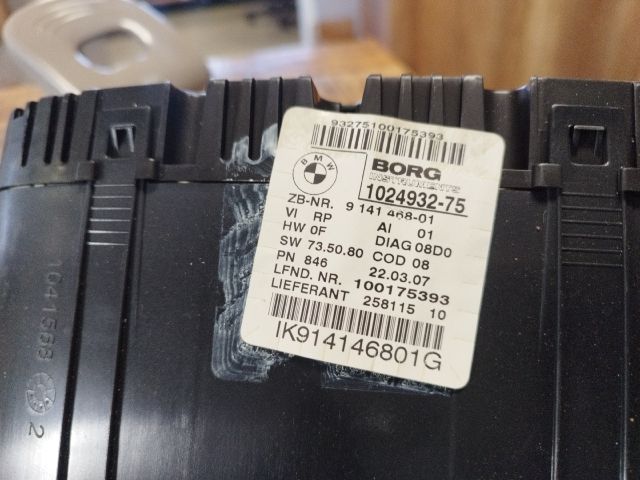 93275100175393
BMW
BORG
INSTRUMENTS
1024932-75
ZB-NR. 9 141 468-01
VI RP AI 01
HW 0F DIAG 08D0
SW 73.50.80 COD 08
PN 846 22.03.07
LFND. NR. 100175393
LIEFERANT 258115 10
IK914146801G
041568
2